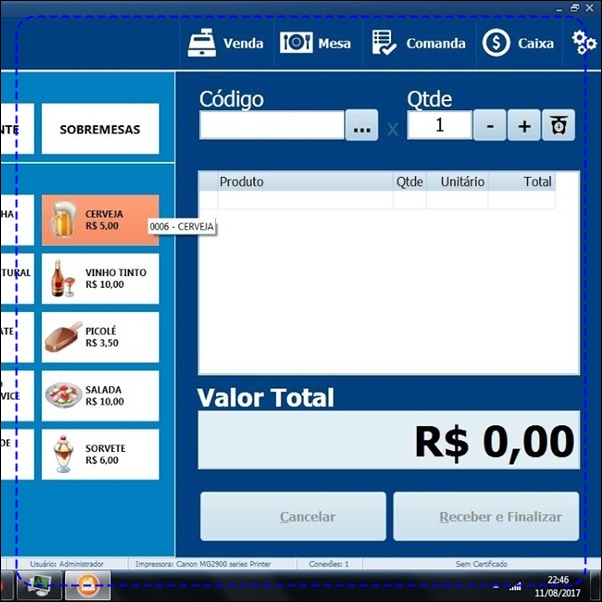 Venda
Mesa
Comanda
Caixa
NTE
SOBREMESAS
Código
Qtde
...
x
1
-
+
Produto
Qtde
Unitário
Total
HA
CERVEJA
R$ 5,00
0006 - CERVEJA
TURAL
VINHO TINTO
R$ 10,00
ATE
PICOLÉ
R$ 3,50
O
VICE
SALADA
R$ 10,00
DE
SORVETE
R$ 6,00
Valor Total
R$ 0,00
Cancelar
Receber e Finalizar
Usuário: Administrador
Impressora: Canon MG2900 series Printer
Conexões: 1
Sem Certificado
22:46
11/08/2017